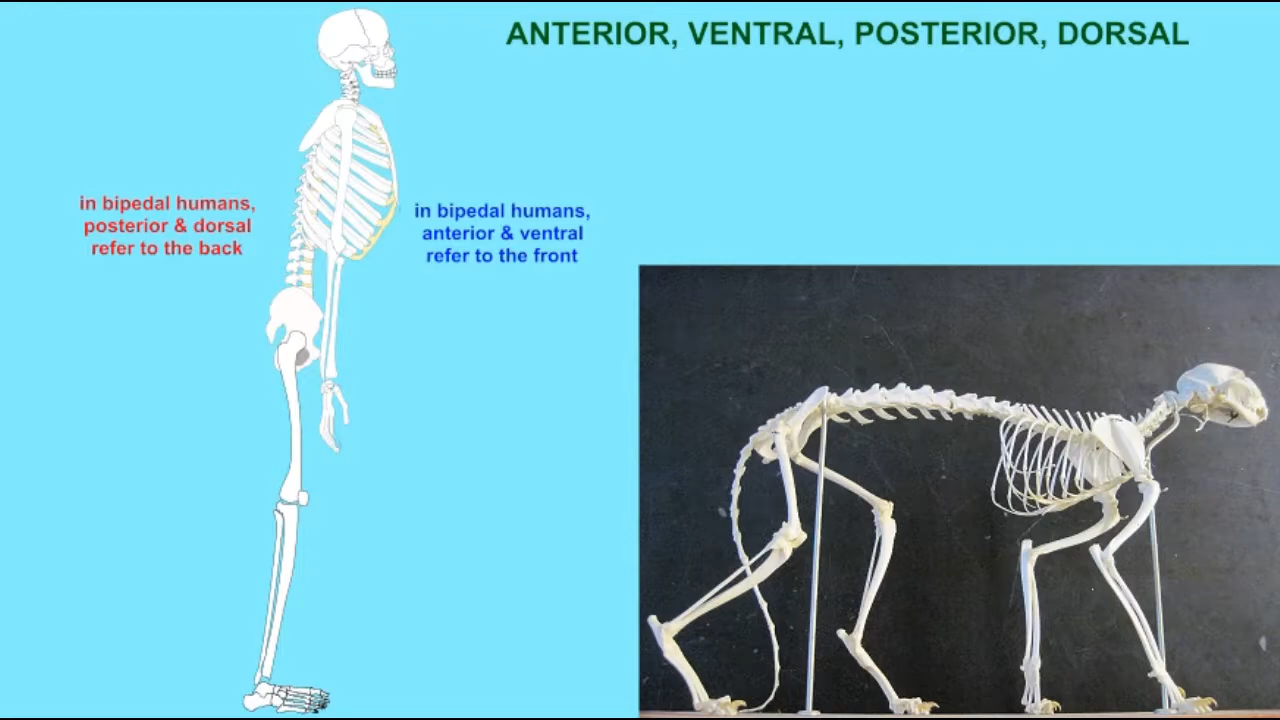 ANTERIOR, VENTRAL, POSTERIOR, DORSAL
in bipedal humans,
posterior & dorsal
refer to the back
in bipedal humans,
anterior & ventral
refer to the front